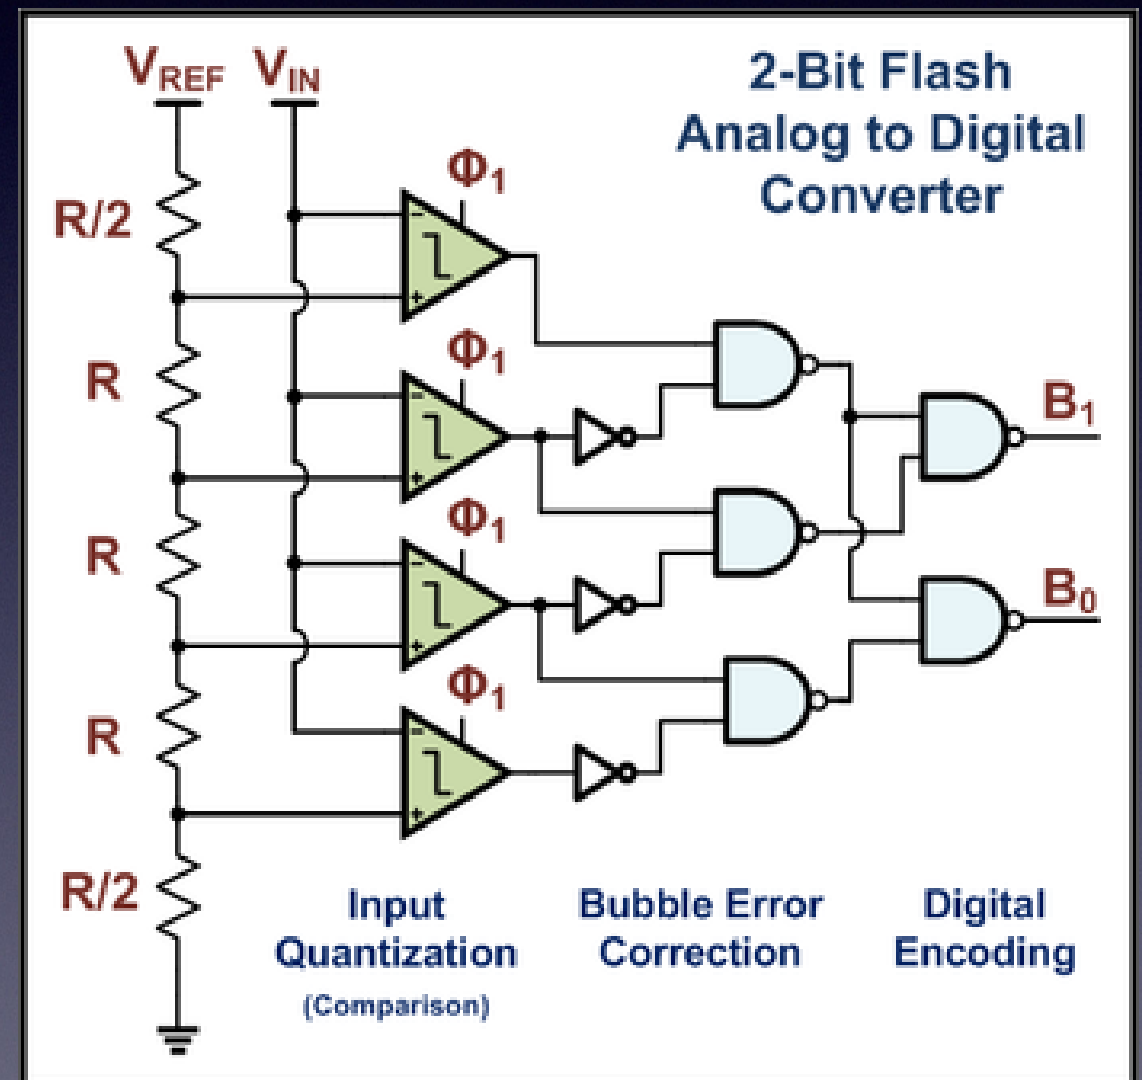 V_REF V_IN
2-Bit Flash
Analog to Digital
Converter
Φ₁
R/2
- +
Φ₁
R
- +
B₁
Φ₁
R
- +
B₀
Φ₁
R
- +
R/2
Input
Quantization
(Comparison)
Bubble Error
Correction
Digital
Encoding